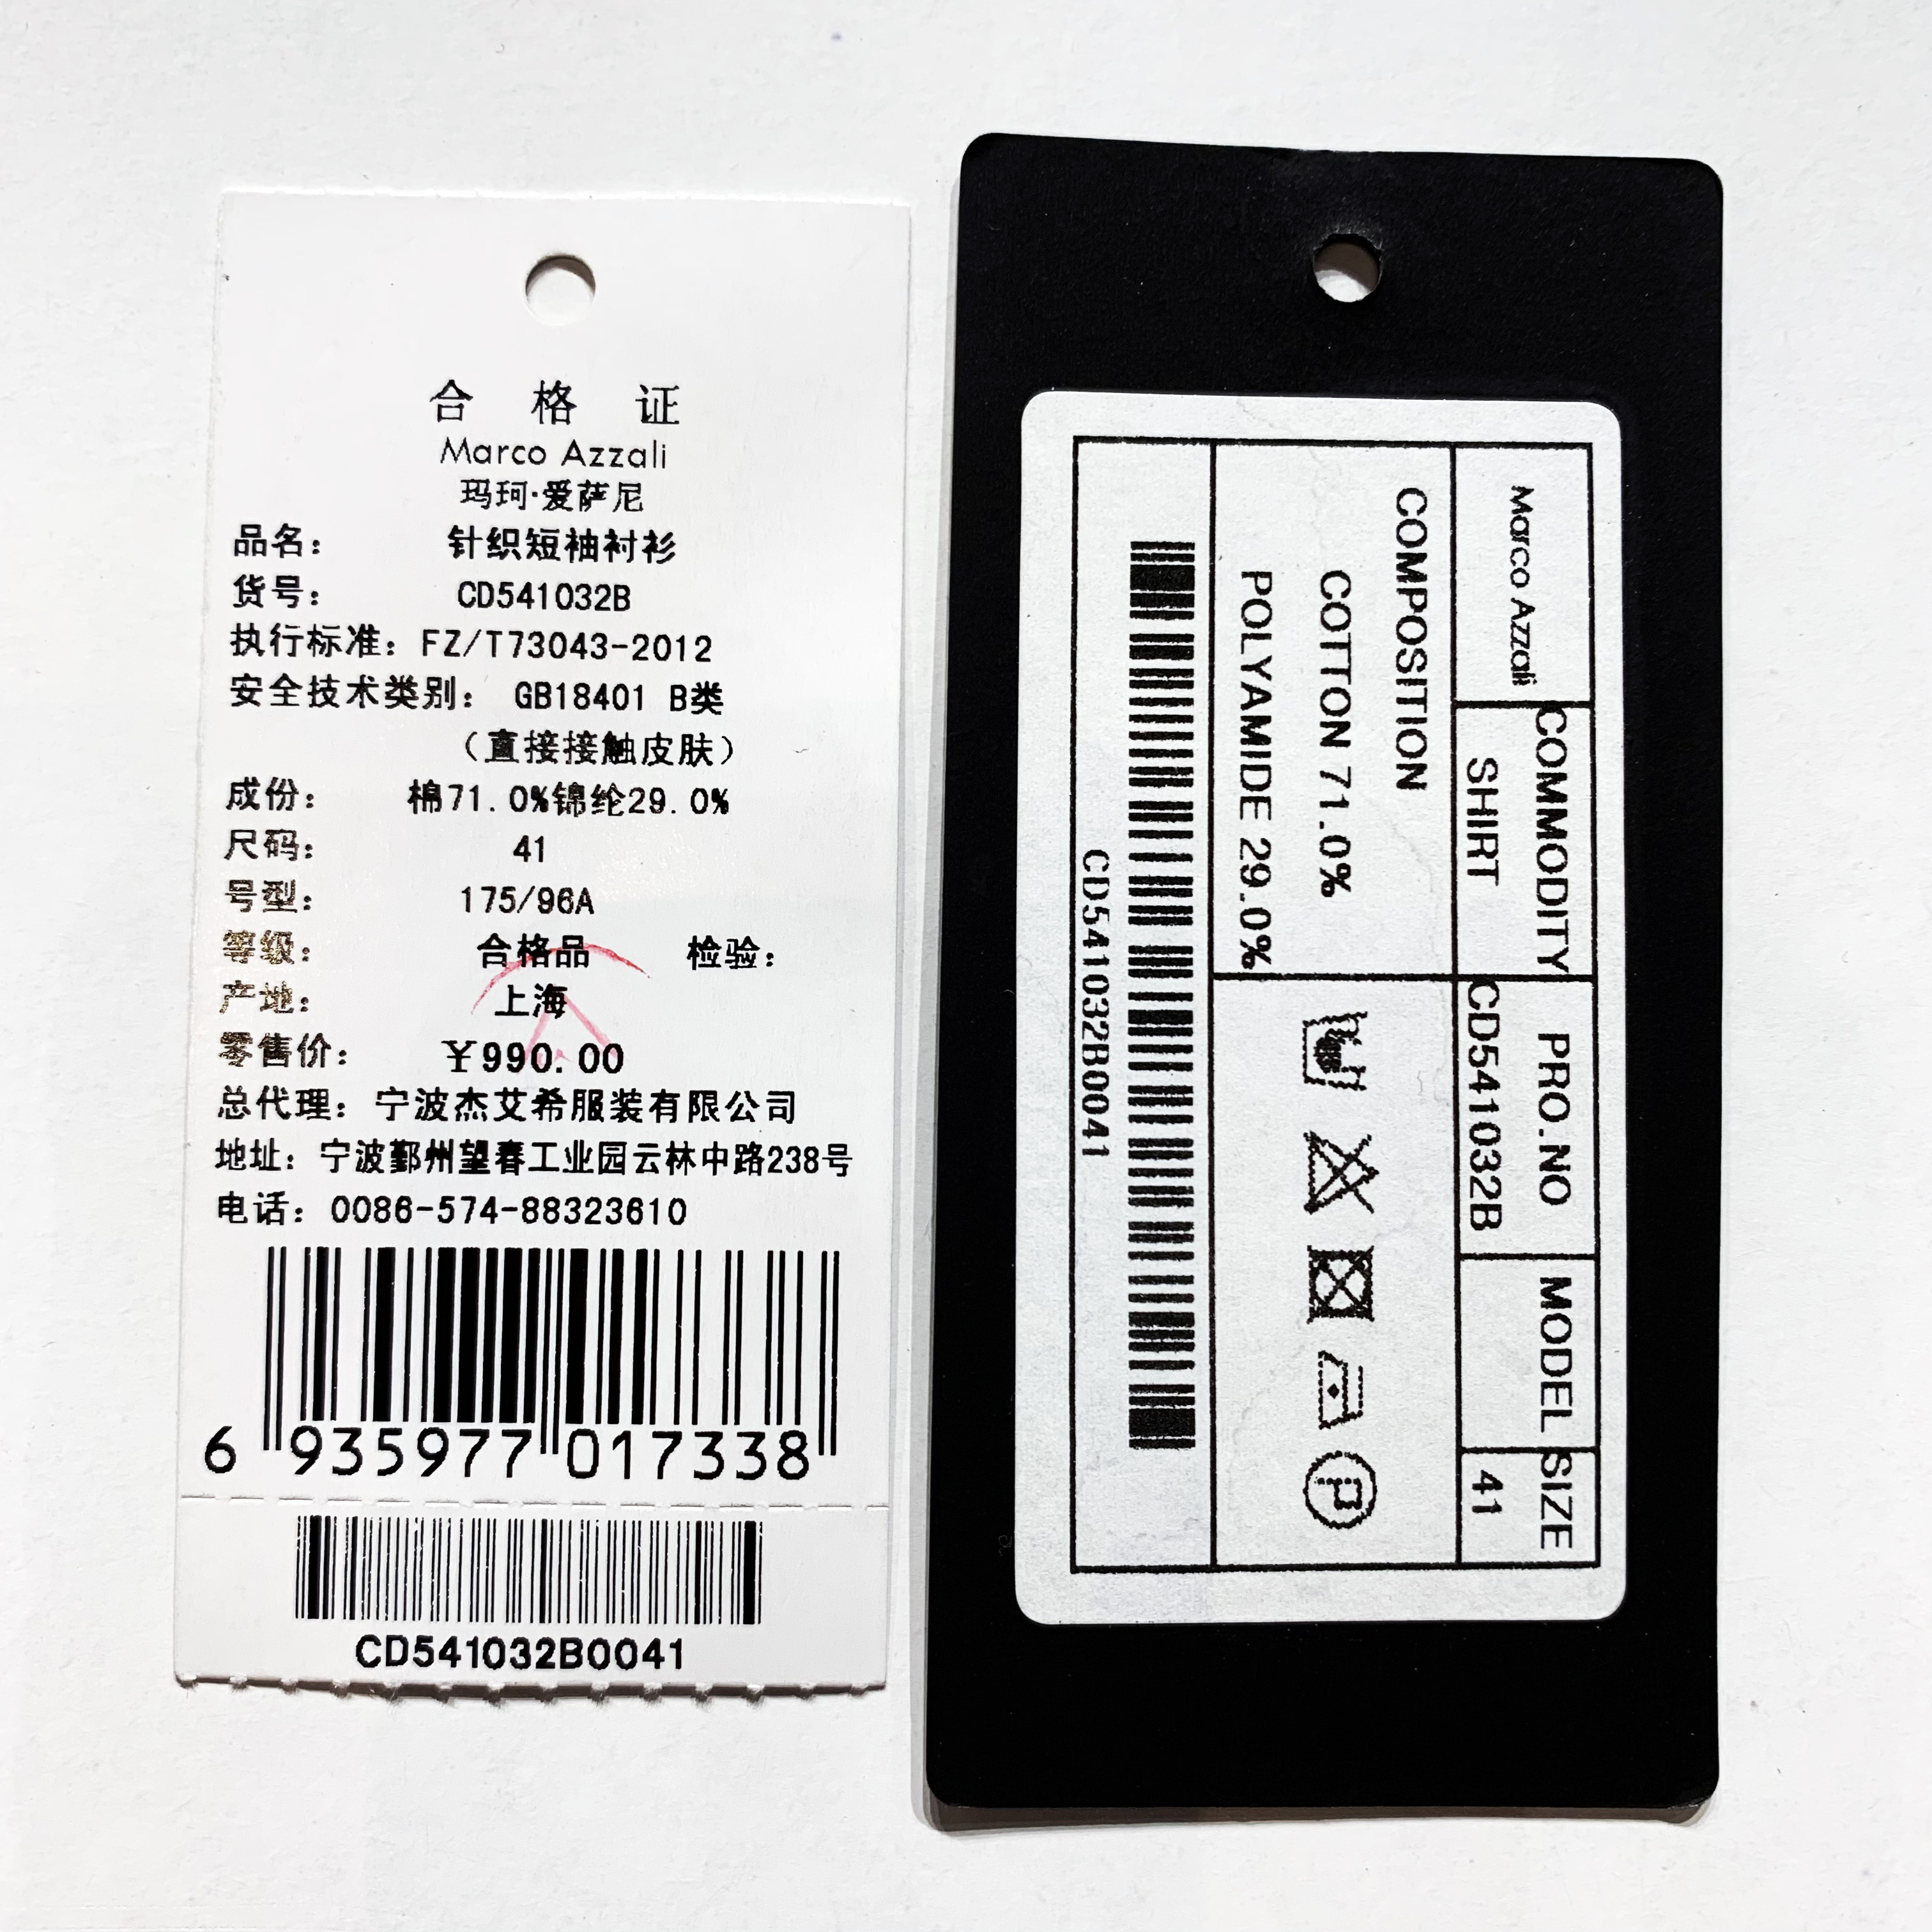 合格证
Marco Azzali
玛珂·爱萨尼
品名： 针织短袖衬衫
货号： CD541032B
执行标准：FZ/T73043-2012
安全技术类别： GB18401 B类
（直接接触皮肤）
成份： 棉71.0%锦纶29.0%
尺码： 41
号型： 175/96A
等级： 合格品 检验：
产地： 上海
零售价： ￥990.00
总代理：宁波杰艾希服装有限公司
地址：宁波鄞州望春工业园云林中路238号
电话：0086-574-88323610
6 935977 017338
CD541032B0041
Marco Azzali
COMMODITY
SHIRT
PRO.NO
CD541032B
MODEL
SIZE
41
COMPOSITION
COTTON 71.0%
POLYAMIDE 29.0%
P
CD541032B0041